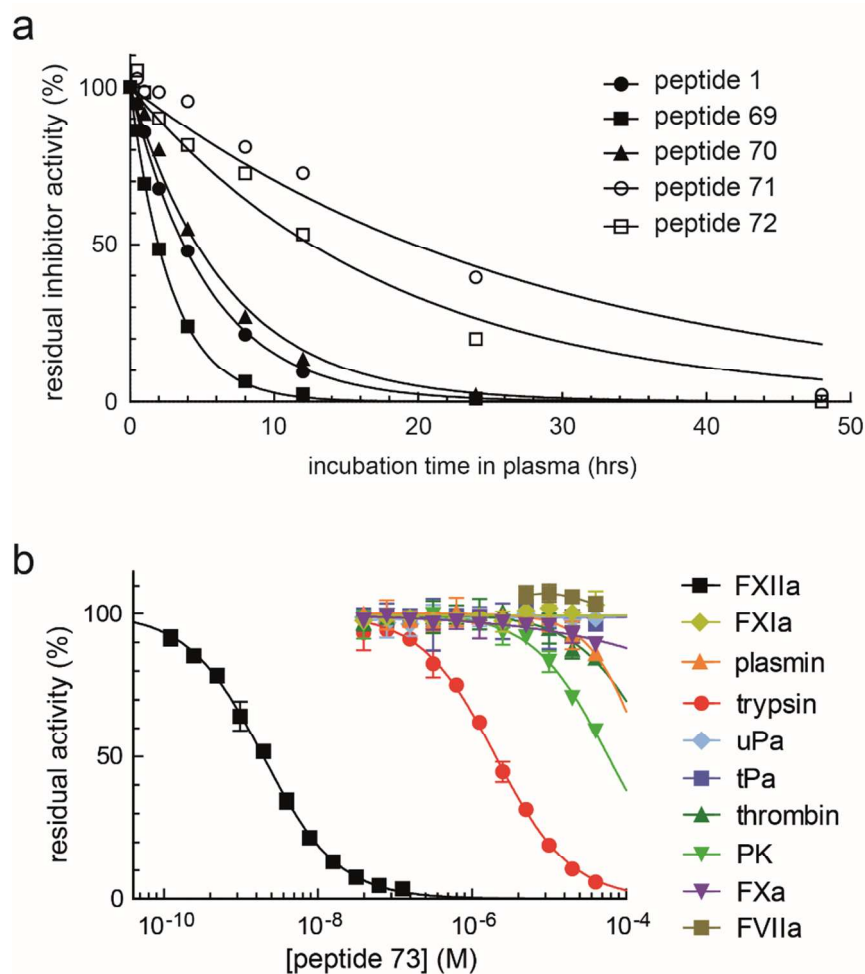 a
residual inhibitor activity (%)
100
50
0
0
10
20
30
40
50
incubation time in plasma (hrs)
peptide 1
peptide 69
peptide 70
peptide 71
peptide 72
b
residual activity (%)
100
50
0
10-10
10-8
10-6
10-4
[peptide 73] (M)
FXIIa
FXIa
plasmin
trypsin
uPa
tPa
thrombin
PK
FXa
FVIIa